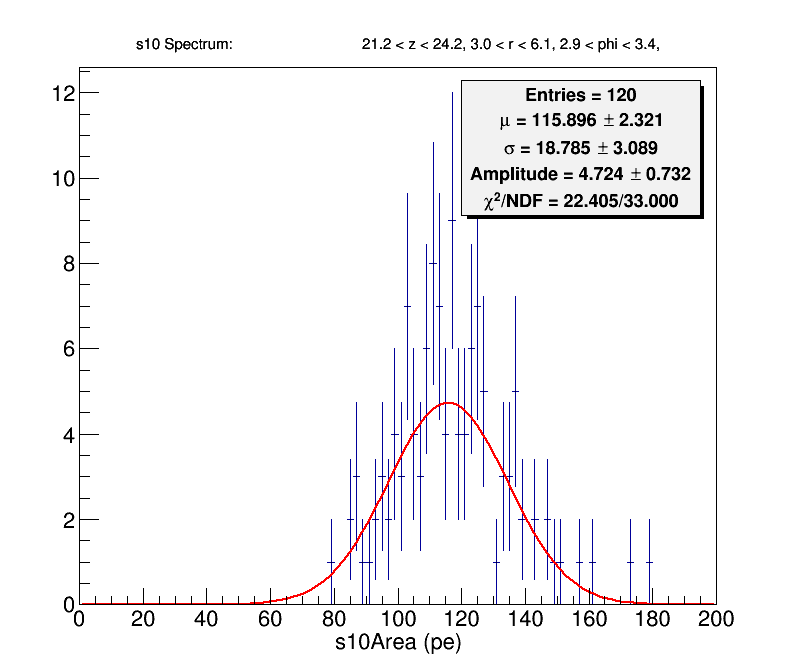 s10 Spectrum: 21.2 < z < 24.2, 3.0 < r < 6.1, 2.9 < phi < 3.4,
Entries = 120
μ = 115.896 ± 2.321
σ = 18.785 ± 3.089
Amplitude = 4.724 ± 0.732
χ²/NDF = 22.405/33.000
12
10
8
6
4
2
0
0 20 40 60 80 100 120 140 160 180 200
s10Area (pe)